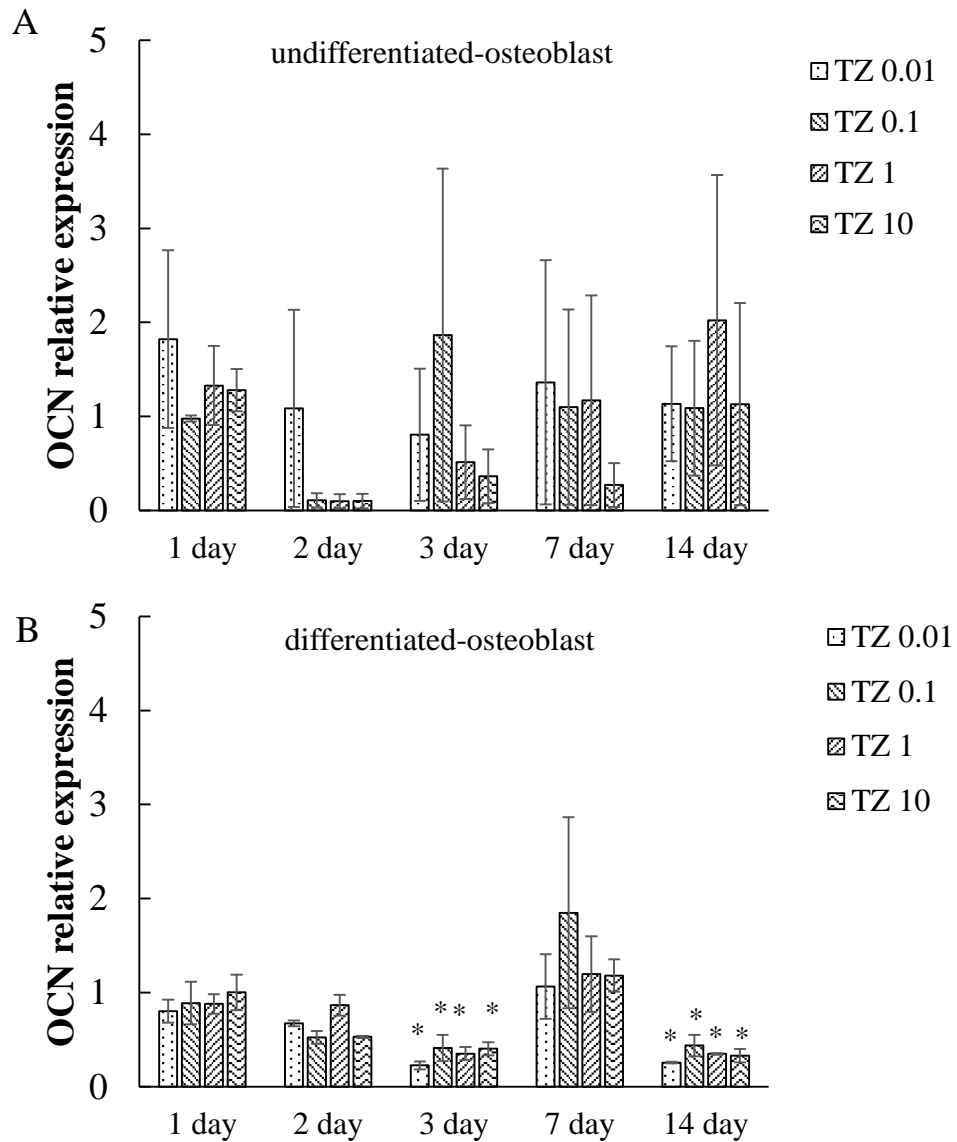 A
undifferentiated-osteoblast
OCN relative expression
5
4
3
2
1
0
1 day
2 day
3 day
7 day
14 day
TZ 0.01
TZ 0.1
TZ 1
TZ 10
B
differentiated-osteoblast
OCN relative expression
5
4
3
2
1
0
* * * *
* * * *
1 day
2 day
3 day
7 day
14 day
TZ 0.01
TZ 0.1
TZ 1
TZ 10